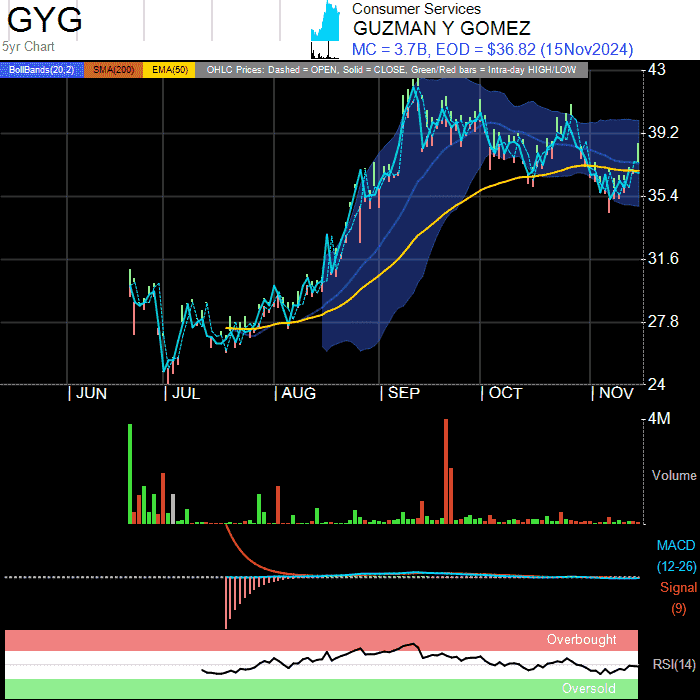 GYG
5yr Chart
Consumer Services
GUZMAN Y GOMEZ
MC = 3.7B, EOD = $36.82 (15Nov2024)
BollBands(20,2) SMA(200) EMA(50) OHLC Prices: Dashed = OPEN, Solid = CLOSE, Green/Red bars = Intra-day HIGH/LOW
43
39.2
35.4
31.6
27.8
24
| JUN | JUL | AUG | SEP | OCT | NOV
4M
Volume
MACD
(12-26)
Signal
(9)
Overbought
RSI(14)
Oversold